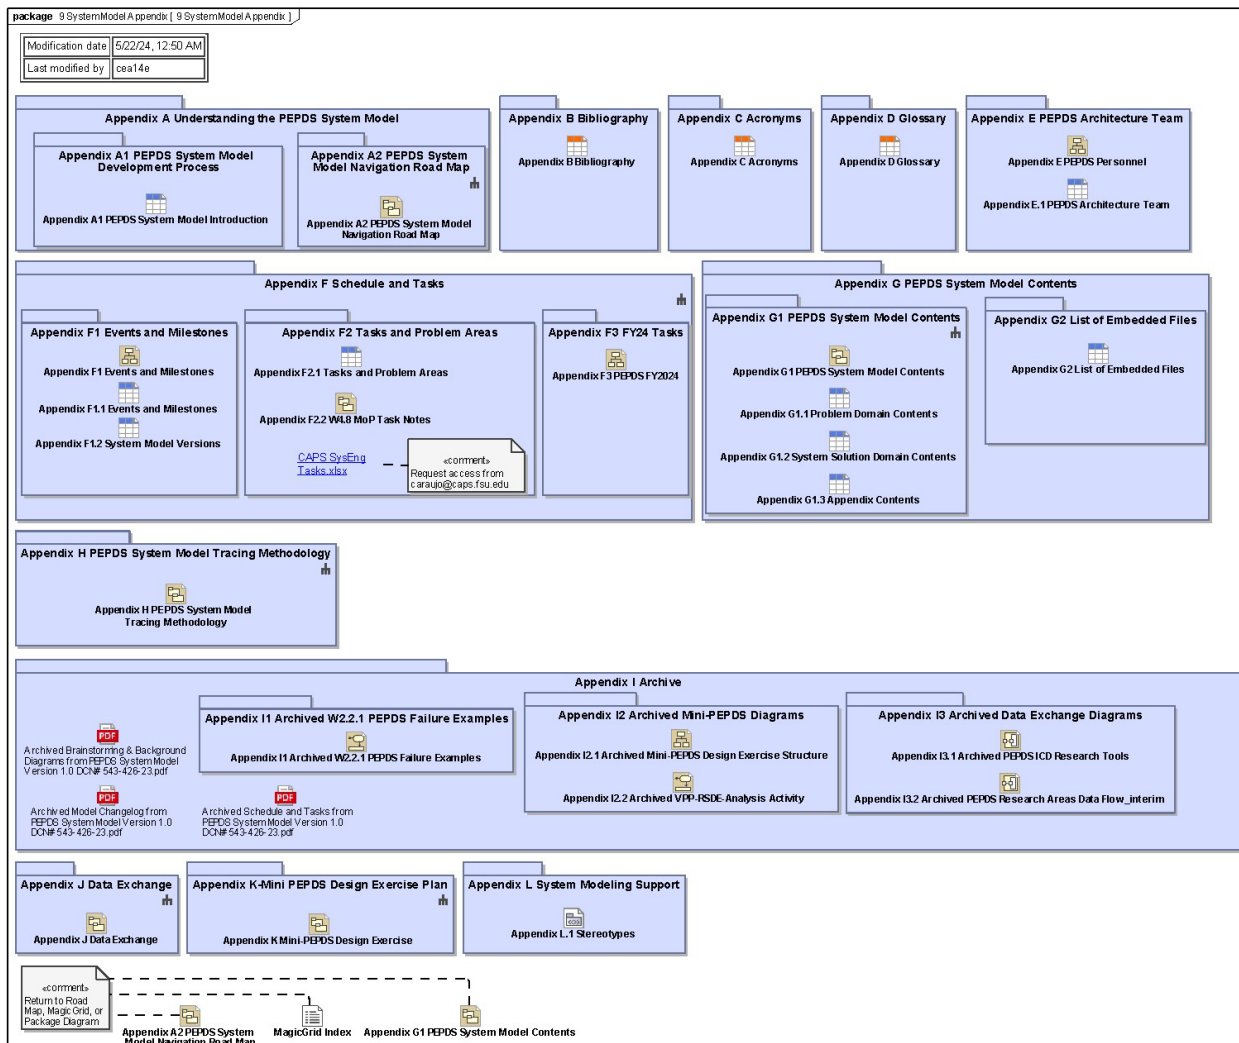 package 9 SystemModel Appendix [ 9 SystemModel Appendix ]
Modification date 5/22/24, 12:50 AM
Last modified by cea14e
Appendix A Understanding the PEPDS System Model
Appendix A1 PEPDS System Model
Development Process
Appendix A1 PEPDS System Model Introduction
Appendix A2 PEPDS System
Model Navigation Road Map
Appendix A2 PEPDS System Model
Navigation Road Map
Appendix B Bibliography
Appendix B Bibliography
Appendix C Acronyms
Appendix C Acronyms
Appendix D Glossary
Appendix D Glossary
Appendix E PEPDS Architecture Team
Appendix E PEPDS Personnel
Appendix E.1 PEPDS Architecture Team
Appendix F Schedule and Tasks
Appendix F1 Events and Milestones
Appendix F1 Events and Milestones
Appendix F1.1 Events and Milestones
Appendix F1.2 System Model Versions
Appendix F2 Tasks and Problem Areas
Appendix F2.1 Tasks and Problem Areas
Appendix F2.2 W4.8 MoP Task Notes
CAPS SysEng
Tasks.xlsx
«comment»
Request access from
caraujo@caps.fsu.edu
Appendix F3 FY24 Tasks
Appendix F3 PEPDS FY2024
Appendix G PEPDS System Model Contents
Appendix G1 PEPDS System Model Contents
Appendix G1 PEPDS System Model Contents
Appendix G1.1 Problem Domain Contents
Appendix G1.2 System Solution Domain Contents
Appendix G1.3 Appendix Contents
Appendix G2 List of Embedded Files
Appendix G2 List of Embedded Files
Appendix H PEPDS System Model Tracing Methodology
Appendix H PEPDS System Model
Tracing Methodology
Appendix I Archive
PDF
Archived Brainstorming & Background
Diagrams from PEPDS System Model
Version 1.0 DCN# 543-426-23.pdf
PDF
Archived Model Changelog from
PEPDS System Model Version 1.0
DCN# 543-426-23.pdf
Appendix I1 Archived W2.2.1 PEPDS Failure Examples
Appendix I1 Archived W2.2.1 PEPDS Failure Examples
PDF
Archived Schedule and Tasks from
PEPDS System Model Version 1.0
DCN# 543-426-23.pdf
Appendix I2 Archived Mini-PEPDS Diagrams
Appendix I2.1 Archived Mini-PEPDS Design Exercise Structure
Appendix I2.2 Archived VPP-RSDE-Analysis Activity
Appendix I3 Archived Data Exchange Diagrams
Appendix I3.1 Archived PEPDS ICD Research Tools
Appendix I3.2 Archived PEPDS Research Areas Data Flow_interim
Appendix J Data Exchange
Appendix J Data Exchange
Appendix K-Mini PEPDS Design Exercise Plan
Appendix K Mini-PEPDS Design Exercise
Appendix L System Modeling Support
Appendix L.1 Stereotypes
«comment»
Return to Road
Map, Magic Grid, or
Package Diagram
Appendix A2 PEPDS System
Model Navigation Road Map
MagicGrid Index
Appendix G1 PEPDS System Model Contents